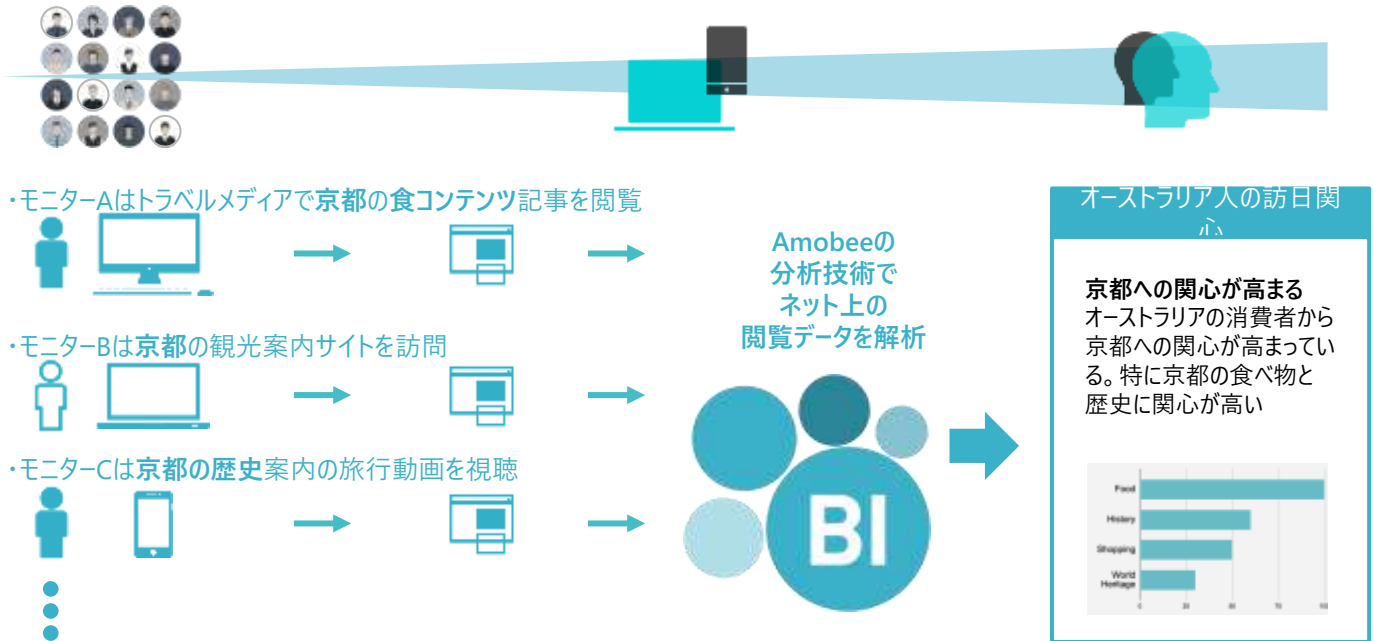 ・モニターAはトラベルメディアで京都の食コンテンツ記事を閲覧
・モニターBは京都の観光案内サイトを訪問
・モニターCは京都の歴史案内の旅行動画を視聴
Amobeeの
分析技術で
ネット上の
閲覧データを解析
BI
オーストラリア人の訪日関
心
京都への関心が高まる
オーストラリアの消費者から
京都への関心が高まってい
る。特に京都の食べ物と
歴史に関心が高い
Food
History
Shopping
World
Heritage
0 25 50 75 100